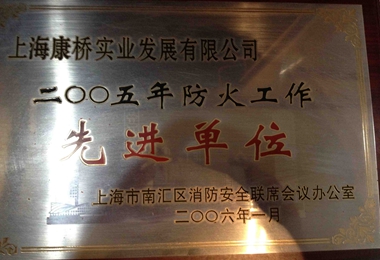 上海康桥实业发展有限公司
二〇〇五年防火工作
先进单位
上海市南汇区消防安全联席会议办公室
二〇〇六年一月